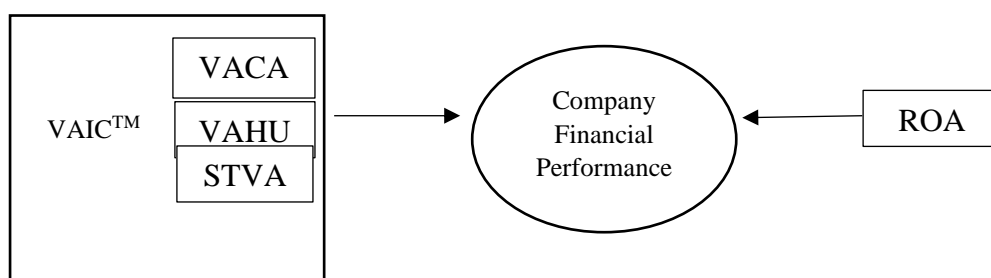 VACA
VAIC™
VAHU
STVA
Company
Financial
Performance
ROA